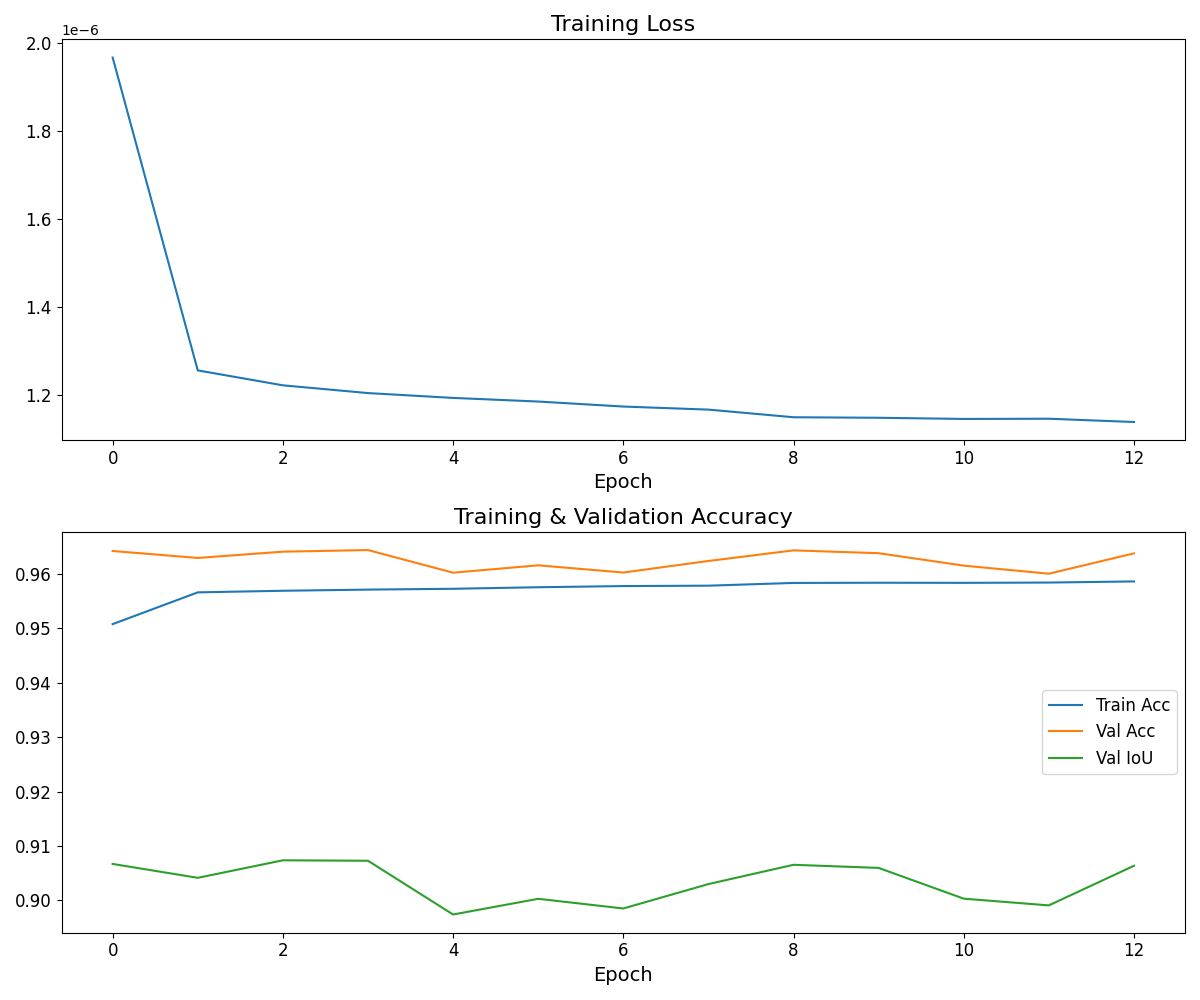 Training Loss
1e−6
2.0
1.8
1.6
1.4
1.2
0 2 4 6 8 10 12
Epoch
Training & Validation Accuracy
0.96
0.95
0.94
0.93
0.92
0.91
0.90
Train Acc
Val Acc
Val IoU
0 2 4 6 8 10 12
Epoch